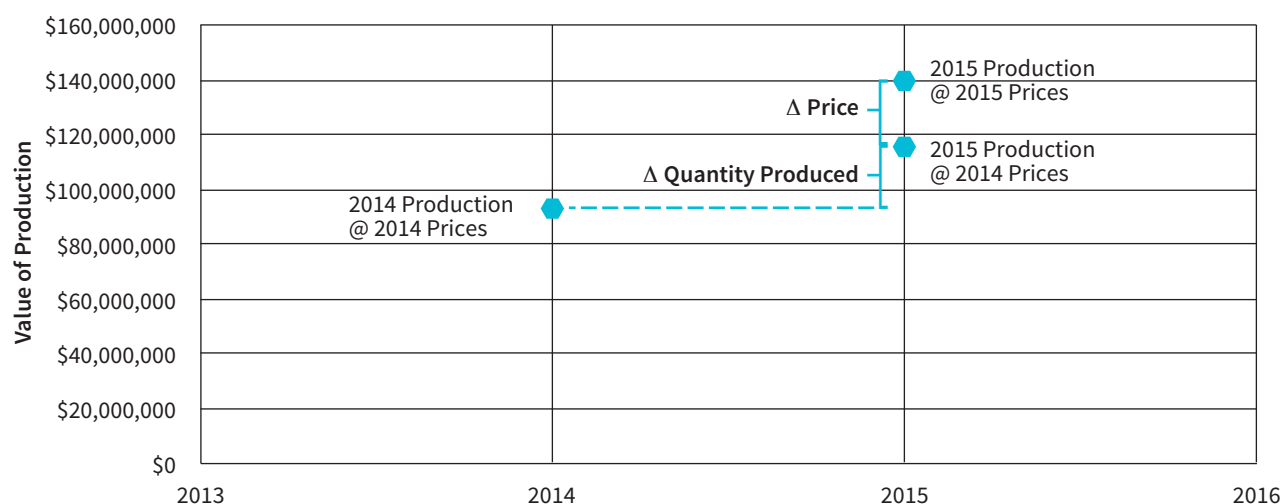 Value of Production
$160,000,000
$140,000,000
$120,000,000
$100,000,000
$80,000,000
$60,000,000
$40,000,000
$20,000,000
$0
2015 Production
@ 2015 Prices
Δ Price
2015 Production
@ 2014 Prices
Δ Quantity Produced
2014 Production
@ 2014 Prices
2013
2014
2015
2016